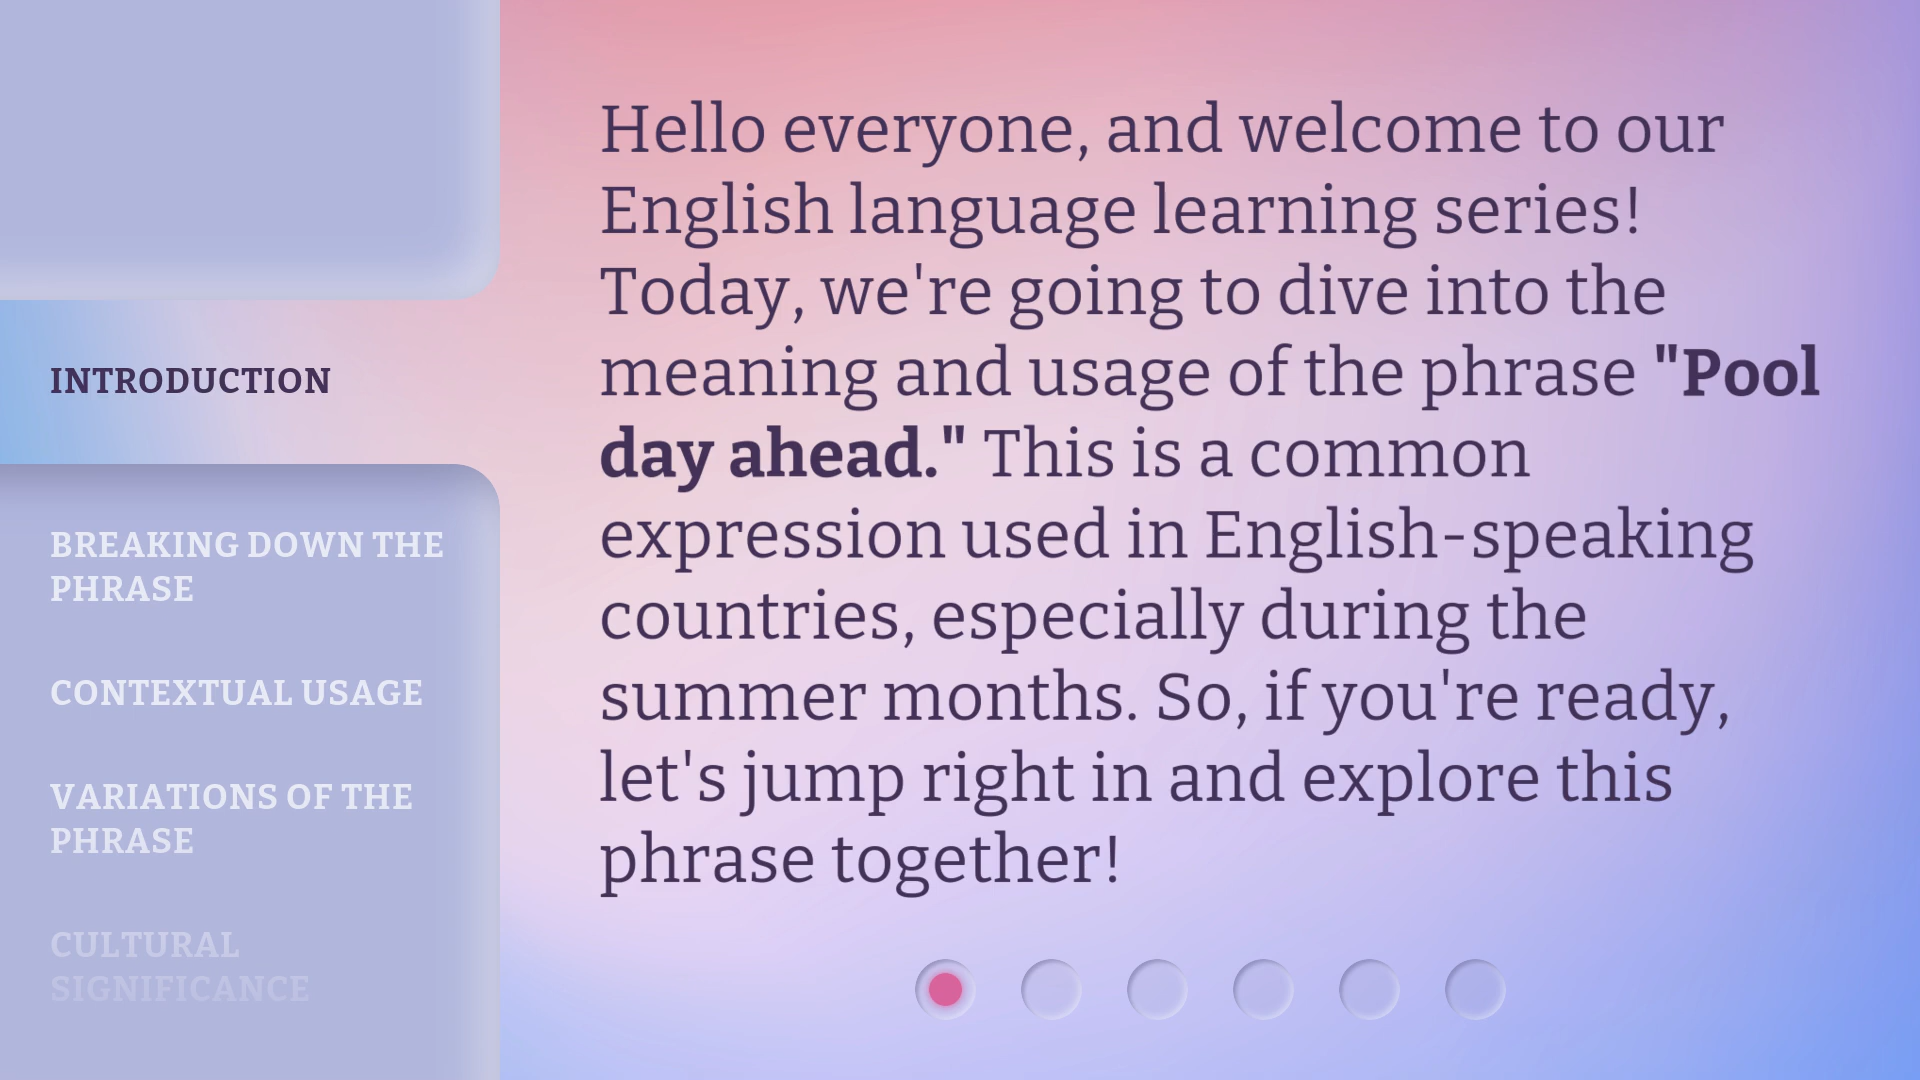 INTRODUCTION
BREAKING DOWN THE
PHRASE
CONTEXTUAL USAGE
VARIATIONS OF THE
PHRASE
CULTURAL
SIGNIFICANCE
Hello everyone, and welcome to our
English language learning series!
Today, we're going to dive into the
meaning and usage of the phrase "Pool
day ahead." This is a common
expression used in English-speaking
countries, especially during the
summer months. So, if you're ready,
let's jump right in and explore this
phrase together!